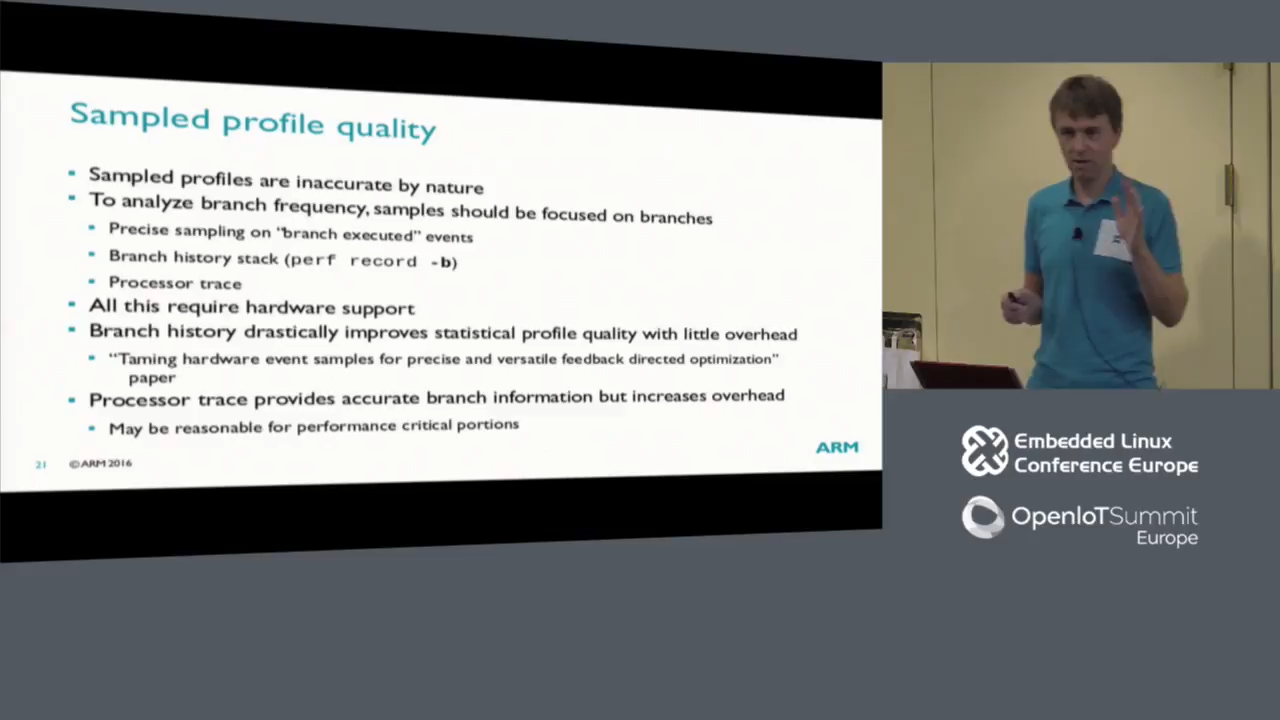 Sampled profile quality
Sampled profiles are inaccurate by nature
To analyze branch frequency, samples should be focused on branches
Precise sampling on "branch executed" events
Branch history stack (perf record -b)
Processor trace
All this require hardware support
Branch history drastically improves statistical profile quality with little overhead
"Taming hardware event samples for precise and versatile feedback directed optimization"
paper
Processor trace provides accurate branch information but increases overhead
May be reasonable for performance critical portions
21 ©ARM 2016
ARM
Embedded Linux
Conference Europe
OpenIoTSummit
Europe